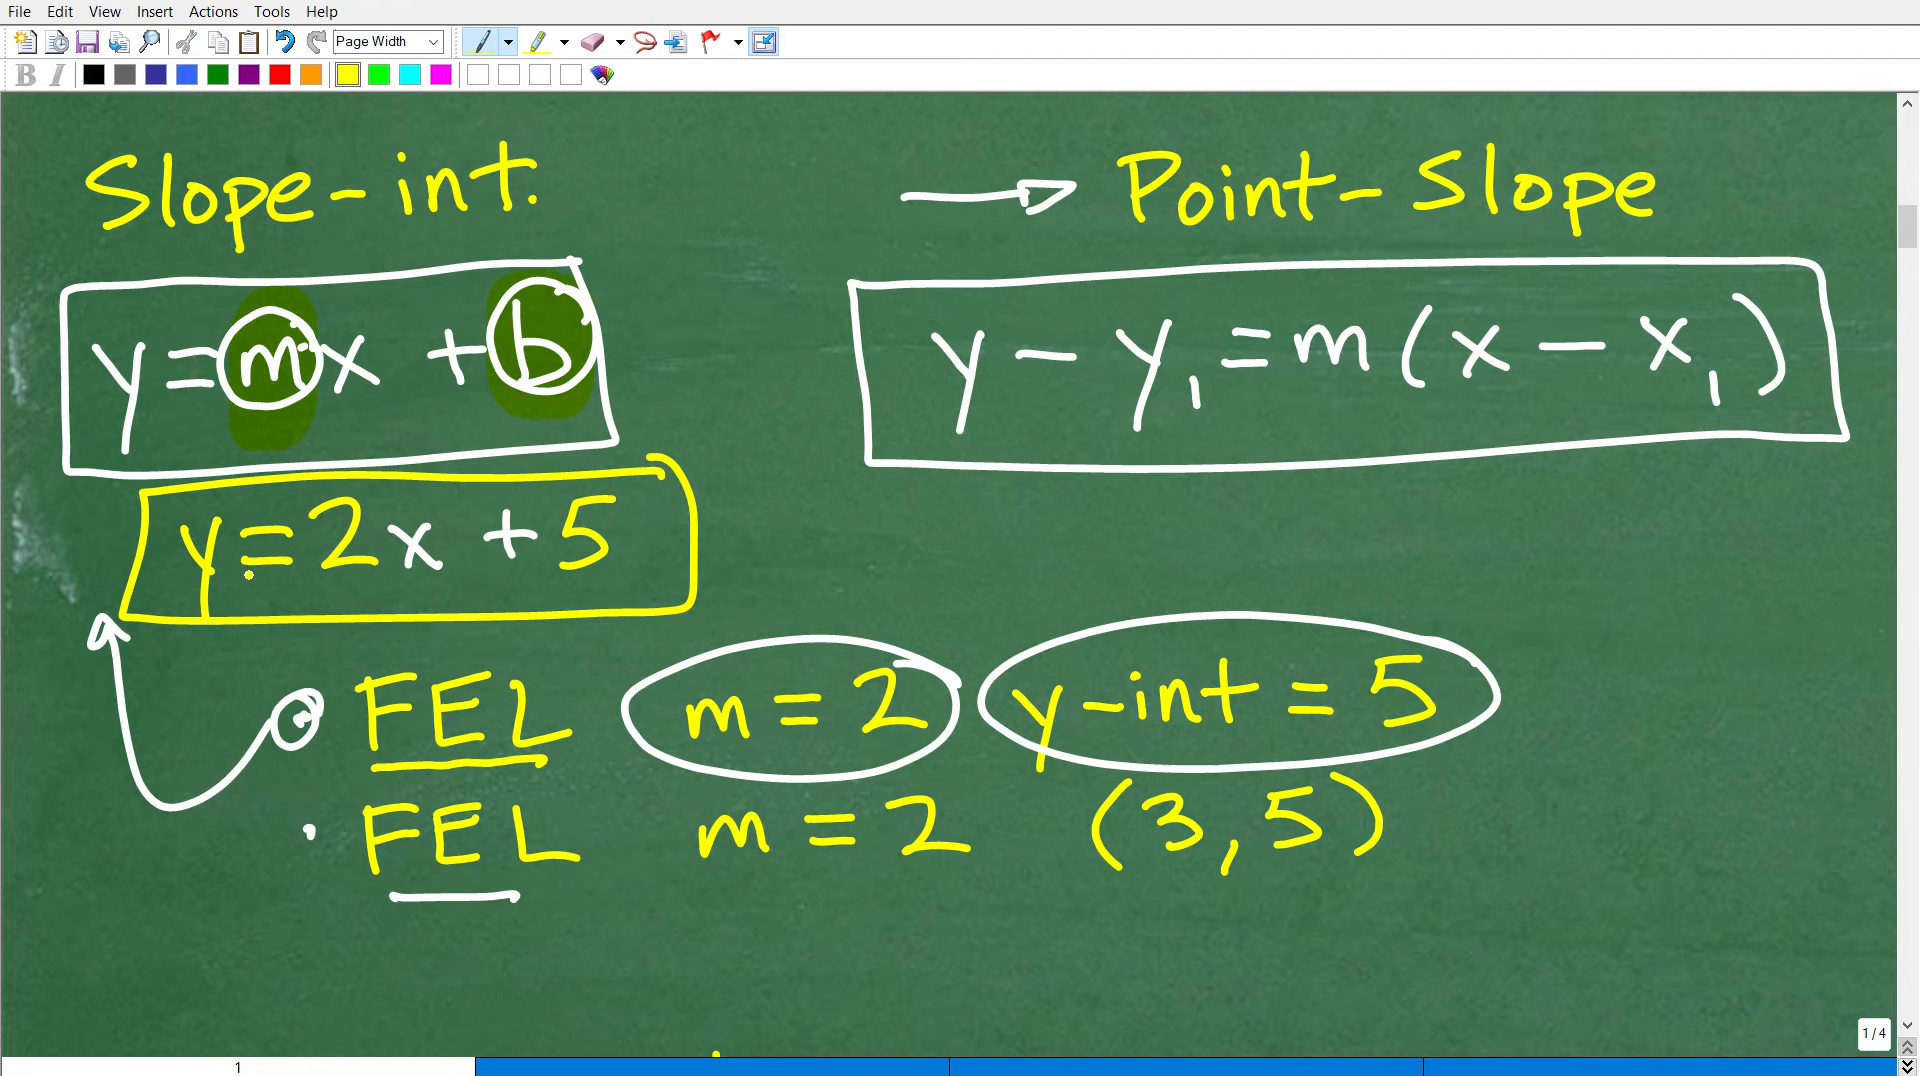 File Edit View Insert Actions Tools Help
Page Width
B I
Slope-int. Point-Slope
y = mx + b y - y₁ = m(x - x₁)
y = 2x + 5
FEL m = 2 y-int = 5
FEL m = 2 (3, 5)
1 / 4
1